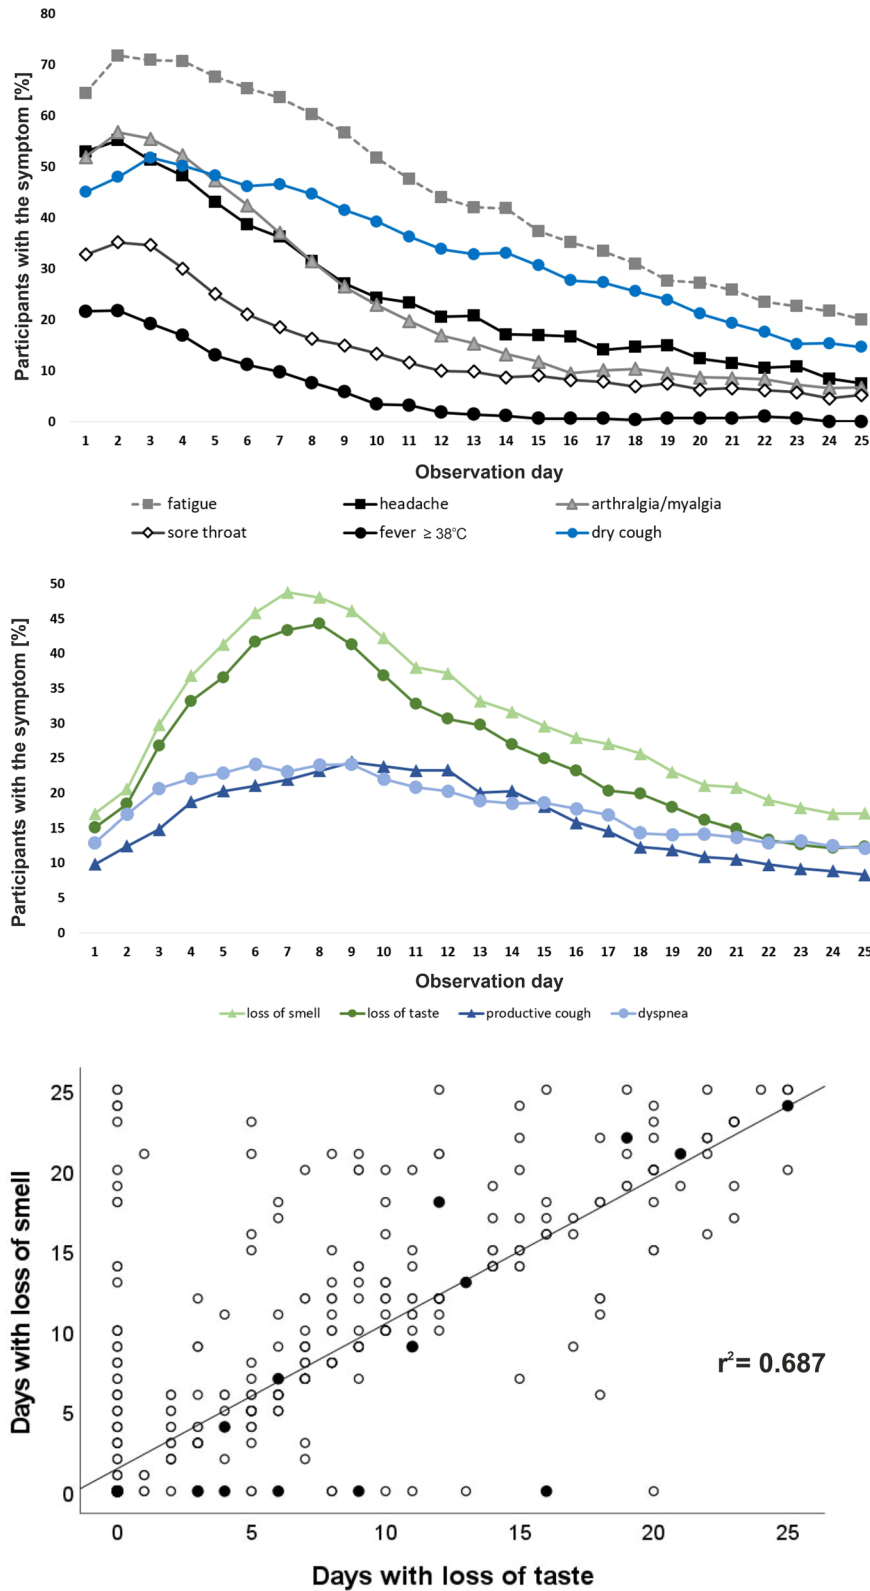 80
70
60
50
40
30
20
10
0
Participants with the symptom [%]
1 2 3 4 5 6 7 8 9 10 11 12 13 14 15 16 17 18 19 20 21 22 23 24 25
Observation day
fatigue headache arthralgia/myalgia
sore throat fever ≥ 38℃ dry cough
50
45
40
35
30
25
20
15
10
5
0
Participants with the symptom [%]
1 2 3 4 5 6 7 8 9 10 11 12 13 14 15 16 17 18 19 20 21 22 23 24 25
Observation day
loss of smell loss of taste productive cough dyspnea
25
20
15
10
5
0
Days with loss of smell
r²= 0.687
0 5 10 15 20 25
Days with loss of taste